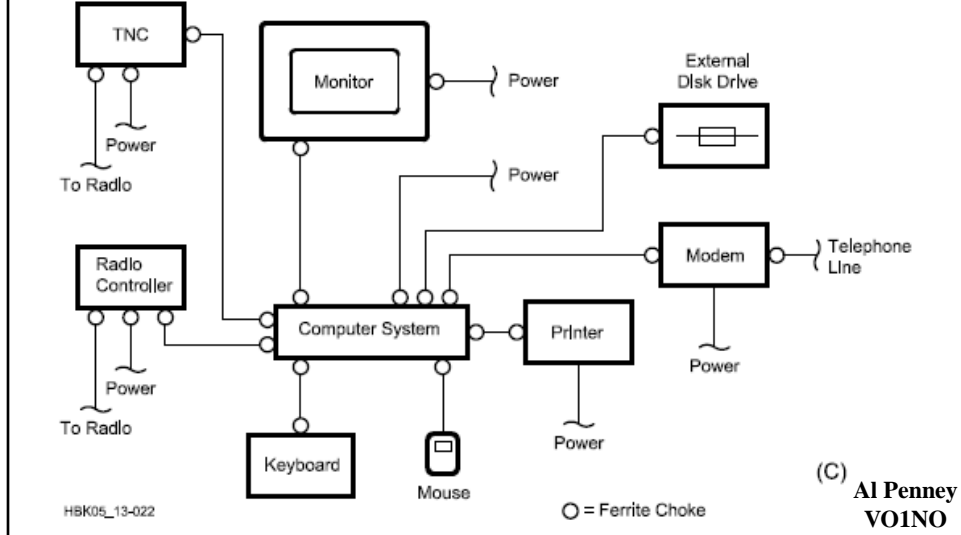 TNC
Monitor
Power
External
Disk Drive
Power
To Radio
Power
Radio
Controller
Computer System
Printer
Modem
Telephone
Line
Power
Power
To Radio
Keyboard
Mouse
Power
(C)
Al Penney
VO1NO
HBK05_13-022
= Ferrite Choke